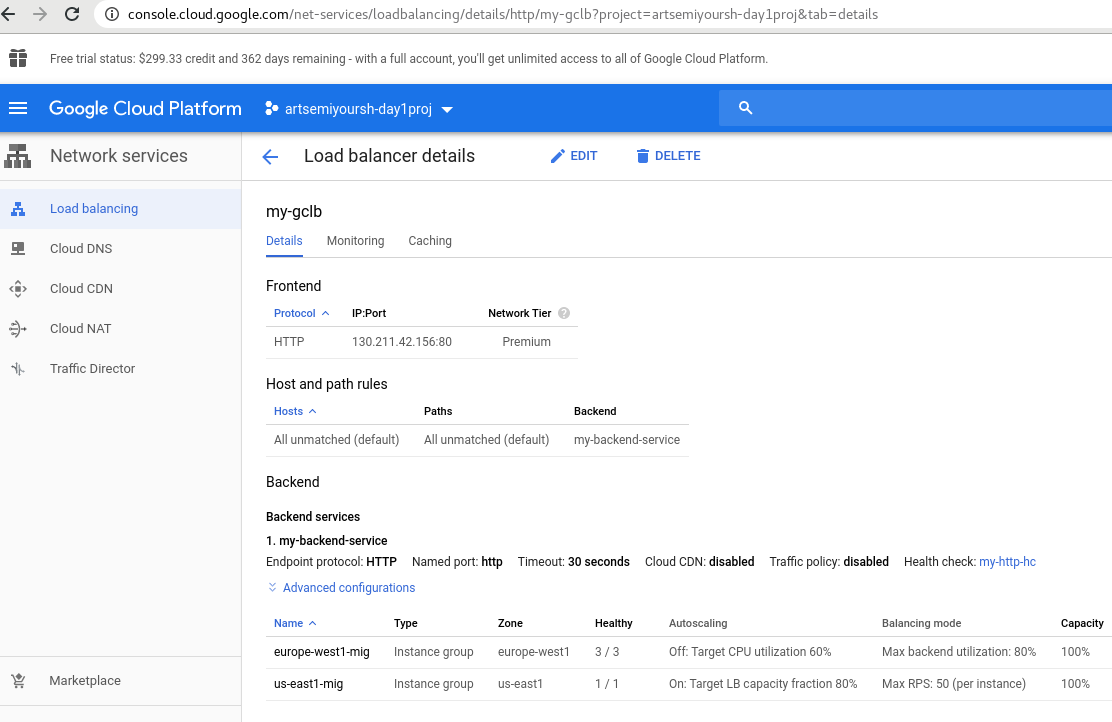 console.cloud.google.com/net-services/loadbalancing/details/http/my-gclb?project=artsemiyoursh-day1proj&tab=details
Free trial status: $299.33 credit and 362 days remaining - with a full account, you'll get unlimited access to all of Google Cloud Platform.
Google Cloud Platform artsemiyoursh-day1proj
Network services
Load balancing
Cloud DNS
Cloud CDN
Cloud NAT
Traffic Director
Marketplace
Load balancer details EDIT DELETE
my-gclb
Details Monitoring Caching
Frontend
Protocol IP:Port Network Tier ?
HTTP 130.211.42.156:80 Premium
Host and path rules
Hosts Paths Backend
All unmatched (default) All unmatched (default) my-backend-service
Backend
Backend services
1. my-backend-service
Endpoint protocol: HTTP Named port: http Timeout: 30 seconds Cloud CDN: disabled Traffic policy: disabled Health check: my-http-hc
Advanced configurations
Name Type Zone Healthy Autoscaling Balancing mode Capacity
europe-west1-mig Instance group europe-west1 3 / 3 Off: Target CPU utilization 60% Max backend utilization: 80% 100%
us-east1-mig Instance group us-east1 1 / 1 On: Target LB capacity fraction 80% Max RPS: 50 (per instance) 100%